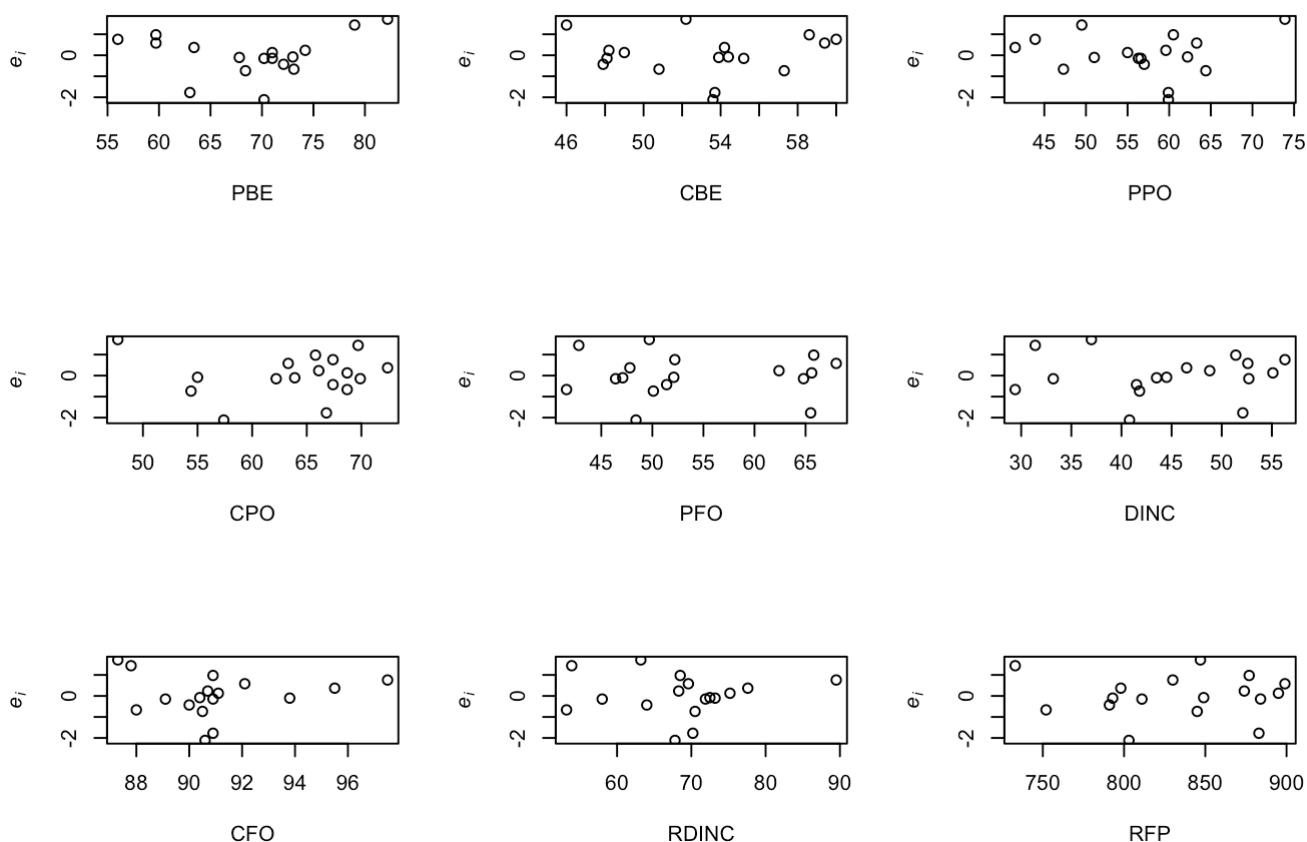 e_i
0
-2
55 60 65 70 75 80
PBE
e_i
0
-2
46 50 54 58
CBE
e_i
0
-2
45 50 55 60 65 70 75
PPO
e_i
0
-2
50 55 60 65 70
CPO
e_i
0
-2
45 50 55 60 65
PFO
e_i
0
-2
30 35 40 45 50 55
DINC
e_i
0
-2
88 90 92 94 96
CFO
e_i
0
-2
60 70 80 90
RDINC
e_i
0
-2
750 800 850 900
RFP